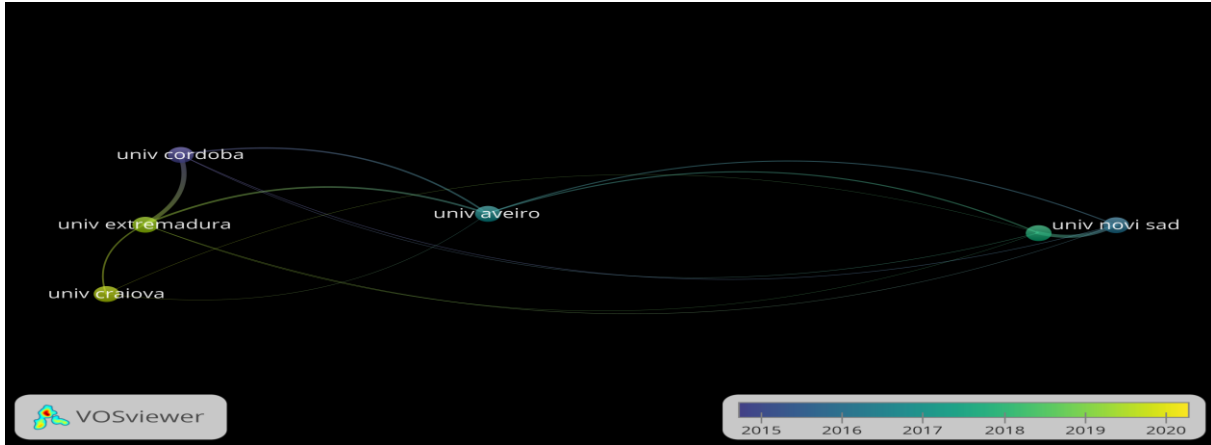 univ cordoba
univ extremadura
univ aveiro
univ novi sad
univ craiova
VOSviewer
2015 2016 2017 2018 2019 2020